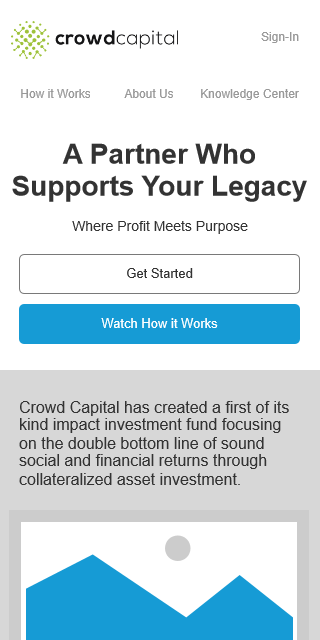 crowdcapital
Sign-In
How it Works
About Us
Knowledge Center
A Partner Who
Supports Your Legacy
Where Profit Meets Purpose
Get Started
Watch How it Works
Crowd Capital has created a first of its
kind impact investment fund focusing
on the double bottom line of sound
social and financial returns through
collateralized asset investment.